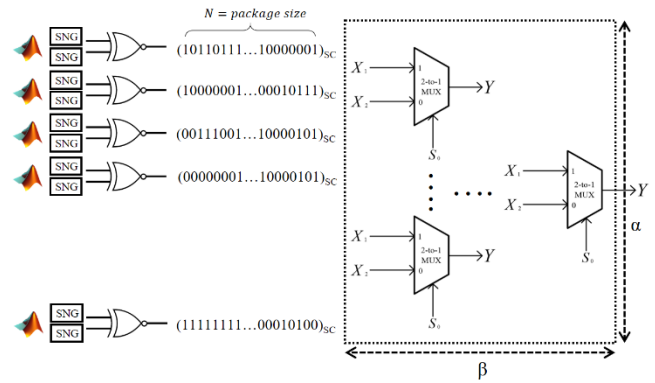 N = package size
SNG
SNG
(10110111...10000001)SC
SNG
SNG
(10000001...00010111)SC
SNG
SNG
(00111001...10000101)SC
SNG
SNG
(00000001...10000101)SC
SNG
SNG
(11111111...00010100)SC
X1
1
2-to-1
MUX
X2
0
Y
S0
X1
1
2-to-1
MUX
X2
0
Y
S0
X1
1
2-to-1
MUX
X2
0
Y
S0
α
β